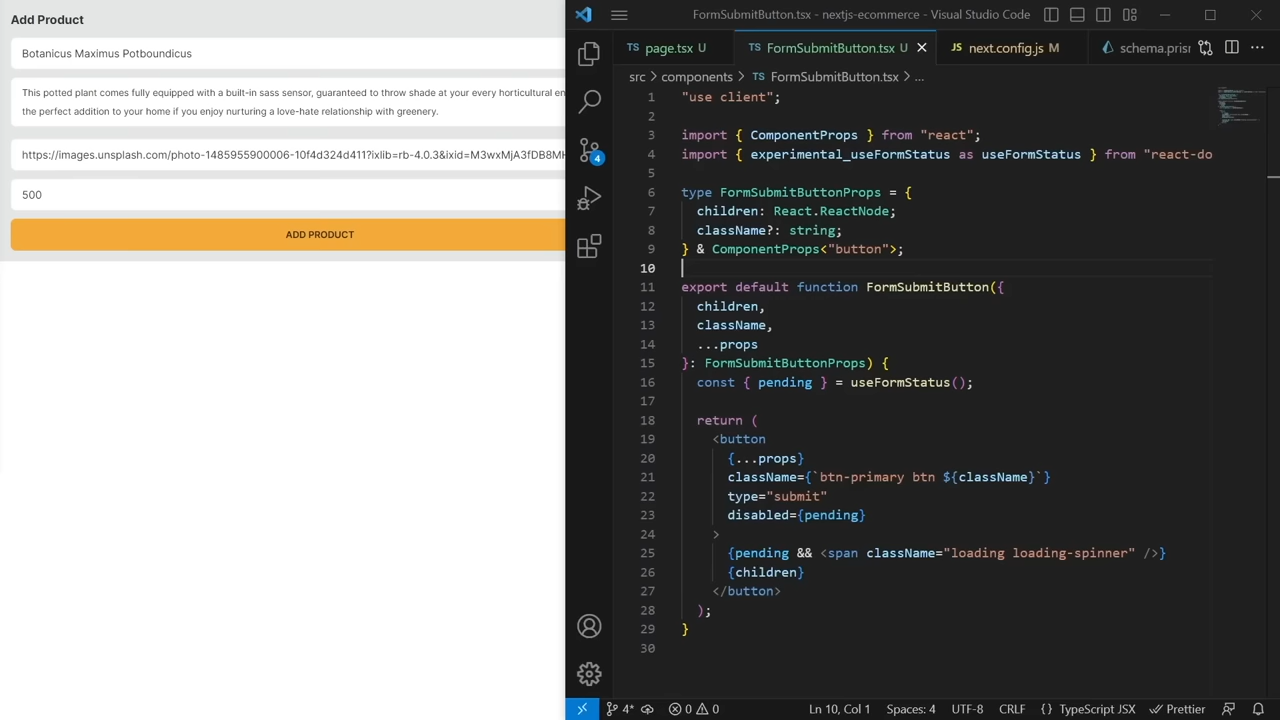 Add Product
Botanicus Maximus Potboundicus
This potted plant comes fully equipped with a built-in sass sensor, guaranteed to throw shade at your every horticultural en
the perfect addition to your home if you enjoy nurturing a love-hate relationship with greenery.
https://images.unsplash.com/photo-1485955900006-10f4d324d411?ixlib=rb-4.0.3&ixid=M3wxMjA3fDB8MH
500
ADD PRODUCT
FormSubmitButton.tsx - nextjs-ecommerce - Visual Studio Code
TS page.tsx U
TS FormSubmitButton.tsx U
JS next.config.js M
schema.prisr
src > components > TS FormSubmitButton.tsx > ...
4
1 "use client";
2
3 import { ComponentProps } from "react";
4 import { experimental_useFormStatus as useFormStatus } from "react-do
5
6 type FormSubmitButtonProps = {
7 children: React.ReactNode;
8 className?: string;
9 } & ComponentProps<"button">;
10
11 export default function FormSubmitButton({
12 children,
13 className,
14 ...props
15 }: FormSubmitButtonProps) {
16 const { pending } = useFormStatus();
17
18 return (
19 <button
20 {...props}
21 className={`btn-primary btn ${className}`}
22 type="submit"
23 disabled={pending}
24 >
25 {pending && <span className="loading loading-spinner" />}
26 {children}
27 </button>
28 );
29 }
30
4* 0 0 Ln 10, Col 1 Spaces: 4 UTF-8 CRLF {} TypeScript JSX Prettier